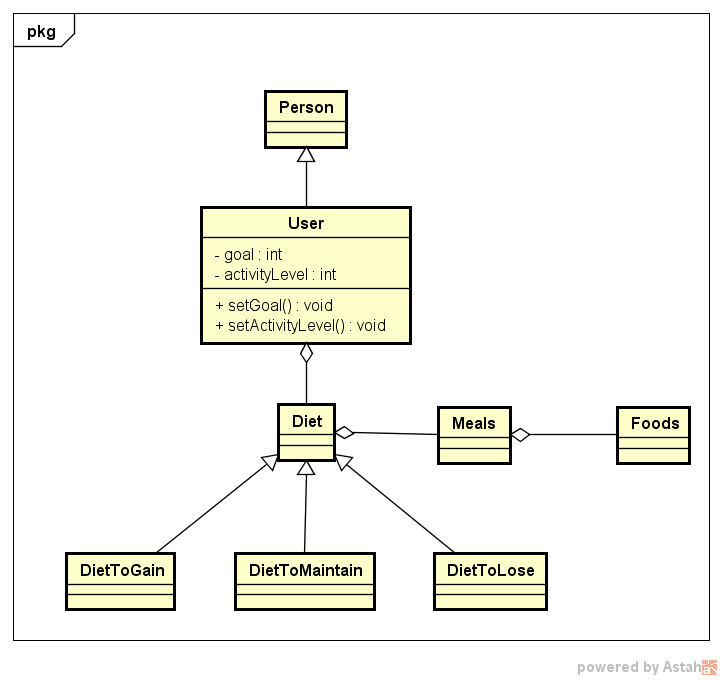 pkg
Person
User
- goal : int
- activityLevel : int
+ setGoal() : void
+ setActivityLevel() : void
Diet
Meals
Foods
DietToGain
DietToMaintain
DietToLose
powered by Astah